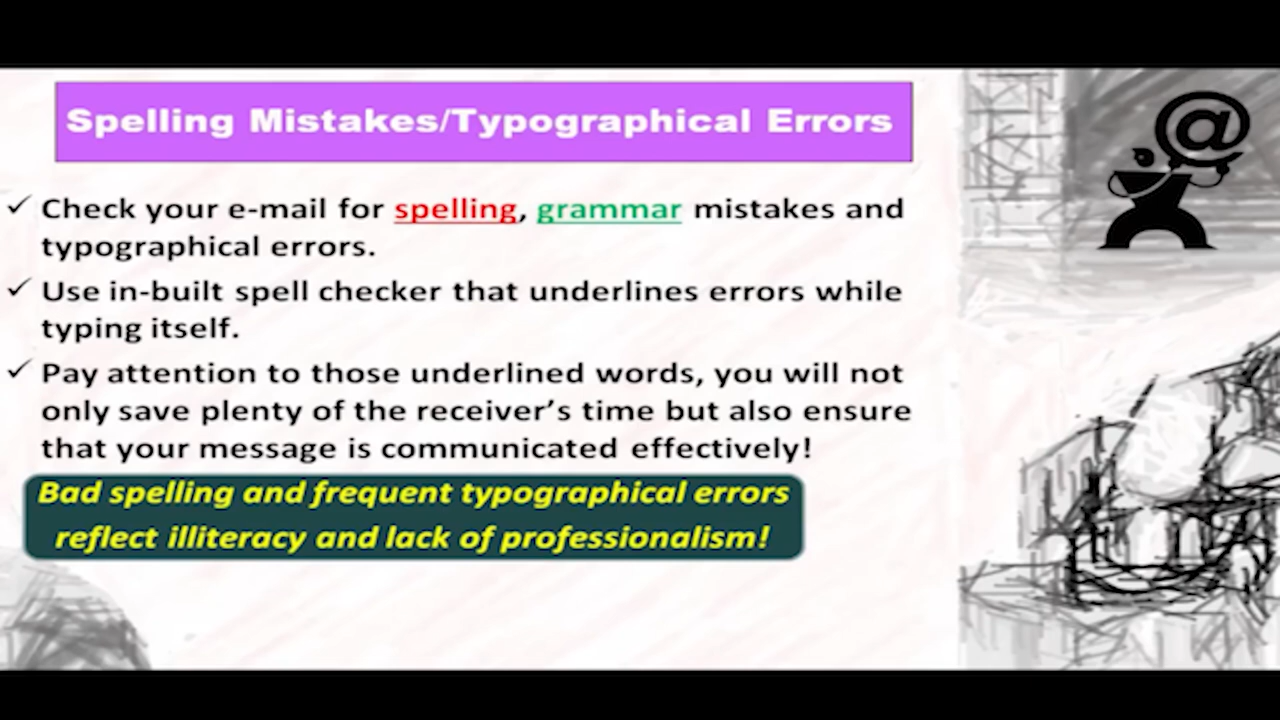 Spelling Mistakes/Typographical Errors
✓ Check your e-mail for spelling, grammar mistakes and
typographical errors.
✓ Use in-built spell checker that underlines errors while
typing itself.
✓ Pay attention to those underlined words, you will not
only save plenty of the receiver's time but also ensure
that your message is communicated effectively!
Bad spelling and frequent typographical errors
reflect illiteracy and lack of professionalism!
@